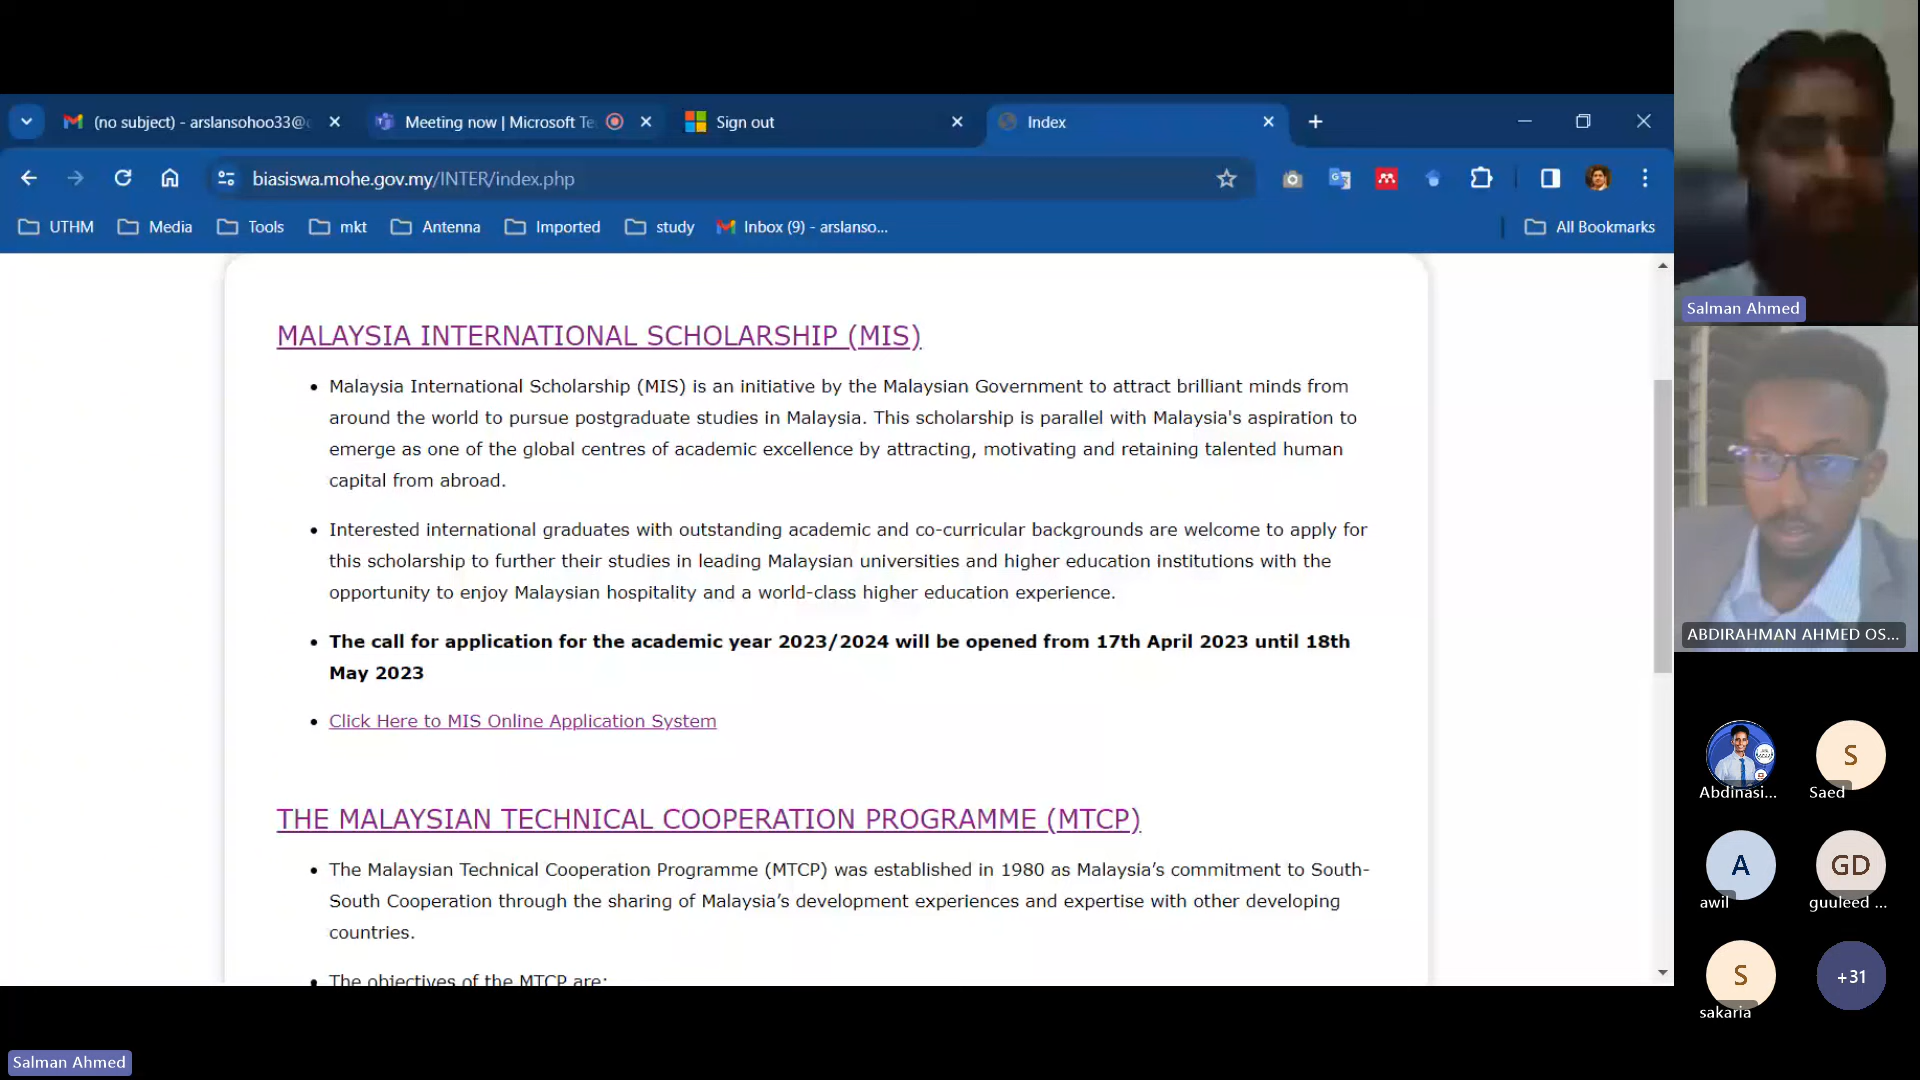 (no subject) - arslansohoo33@
Meeting now | Microsoft Te
Sign out
Index
biasiswa.mohe.gov.my/INTER/index.php
UTHM
Media
Tools
mkt
Antenna
Imported
study
Inbox (9) - arslanso...
All Bookmarks
MALAYSIA INTERNATIONAL SCHOLARSHIP (MIS)
Malaysia International Scholarship (MIS) is an initiative by the Malaysian Government to attract brilliant minds from
around the world to pursue postgraduate studies in Malaysia. This scholarship is parallel with Malaysia's aspiration to
emerge as one of the global centres of academic excellence by attracting, motivating and retaining talented human
capital from abroad.
Interested international graduates with outstanding academic and co-curricular backgrounds are welcome to apply for
this scholarship to further their studies in leading Malaysian universities and higher education institutions with the
opportunity to enjoy Malaysian hospitality and a world-class higher education experience.
The call for application for the academic year 2023/2024 will be opened from 17th April 2023 until 18th
May 2023
Click Here to MIS Online Application System
THE MALAYSIAN TECHNICAL COOPERATION PROGRAMME (MTCP)
The Malaysian Technical Cooperation Programme (MTCP) was established in 1980 as Malaysia’s commitment to South-
South Cooperation through the sharing of Malaysia’s development experiences and expertise with other developing
countries.
The objectives of the MTCP are:
Salman Ahmed
ABDIRAHMAN AHMED OS...
Abdinasi...
S
Saed
A
awil
GD
guuleed ...
S
sakaria
+31
Salman Ahmed